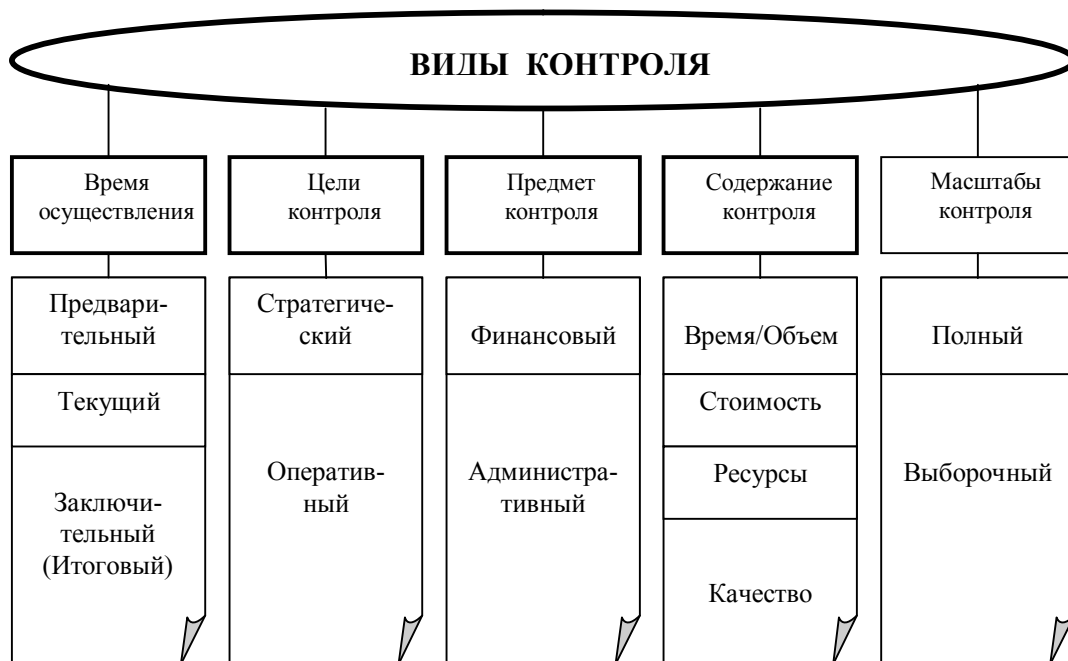 ВИДЫ КОНТРОЛЯ
Время
осуществления
Цели
контроля
Предмет
контроля
Содержание
контроля
Масштабы
контроля
Предвари-
тельный
Текущий
Заключи-
тельный
(Итоговый)
Стратегиче-
ский
Оператив-
ный
Финансовый
Административ-
тивный
Время/Объем
Стоимость
Ресурсы
Качество
Полный
Выборочный